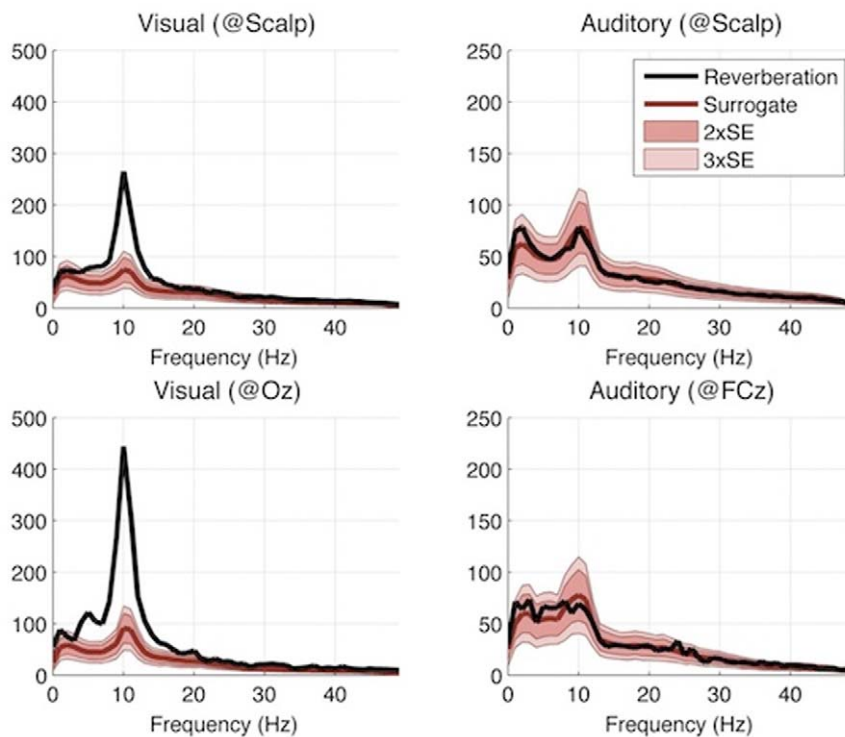 Visual (@Scalp)
500
400
300
200
100
0
0 10 20 30 40
Frequency (Hz)
Auditory (@Scalp)
250
200
150
100
50
0
0 10 20 30 40
Frequency (Hz)
Reverberation
Surrogate
2xSE
3xSE
Visual (@Oz)
500
400
300
200
100
0
0 10 20 30 40
Frequency (Hz)
Auditory (@FCz)
250
200
150
100
50
0
0 10 20 30 40
Frequency (Hz)